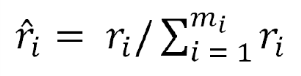 r̂ᵢ = rᵢ/∑ᵢ₌₁^{mᵢ} rᵢ